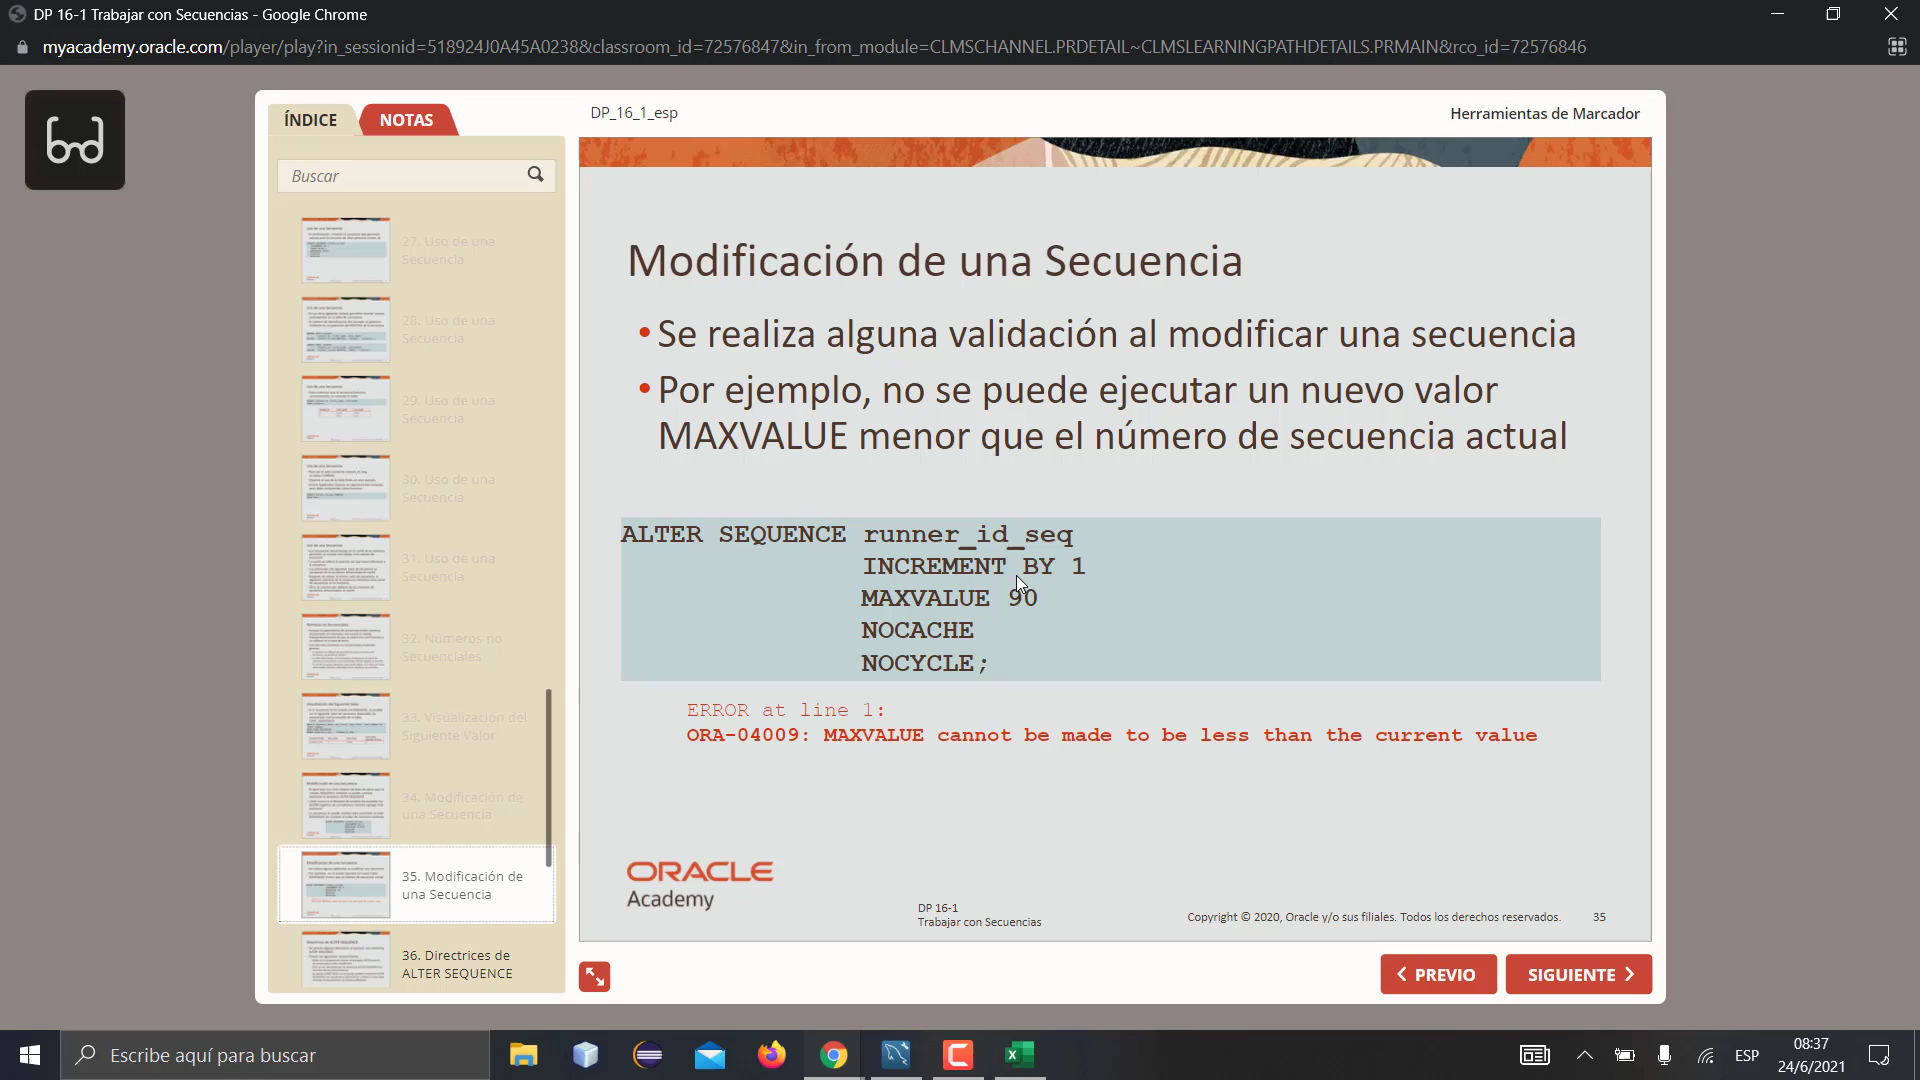 DP 16-1 Trabajar con Secuencias - Google Chrome
myacademy.oracle.com/player/play?in_sessionid=518924J0A45A0238&classroom_id=72576847&in_from_module=CLMSCHANNEL.PRDETAIL~CLMSLEARNINGPATHDETAILS.PRMAIN&rco_id=72576846
ÍNDICE
NOTAS
DP_16_1_esp
Herramientas de Marcador
Buscar
27. Uso de una
Secuencia
28. Uso de una
Secuencia
29. Uso de una
Secuencia
30. Uso de una
Secuencia
31. Uso de una
Secuencia
32. Números no
Secuenciales
33. Visualización del
Siguiente Valor
34. Modificación de
una Secuencia
35. Modificación de
una Secuencia
36. Directrices de
ALTER SEQUENCE
Modificación de una Secuencia
•Se realiza alguna validación al modificar una secuencia
•Por ejemplo, no se puede ejecutar un nuevo valor
MAXVALUE menor que el número de secuencia actual
ALTER SEQUENCE runner_id_seq
INCREMENT BY 1
MAXVALUE 90
NOCACHE
NOCYCLE;
ERROR at line 1:
ORA-04009: MAXVALUE cannot be made to be less than the current value
ORACLE
Academy
DP 16-1
Trabajar con Secuencias
Copyright © 2020, Oracle y/o sus filiales. Todos los derechos reservados.
35
PREVIO
SIGUIENTE
Escribe aquí para buscar
ESP
08:37
24/6/2021